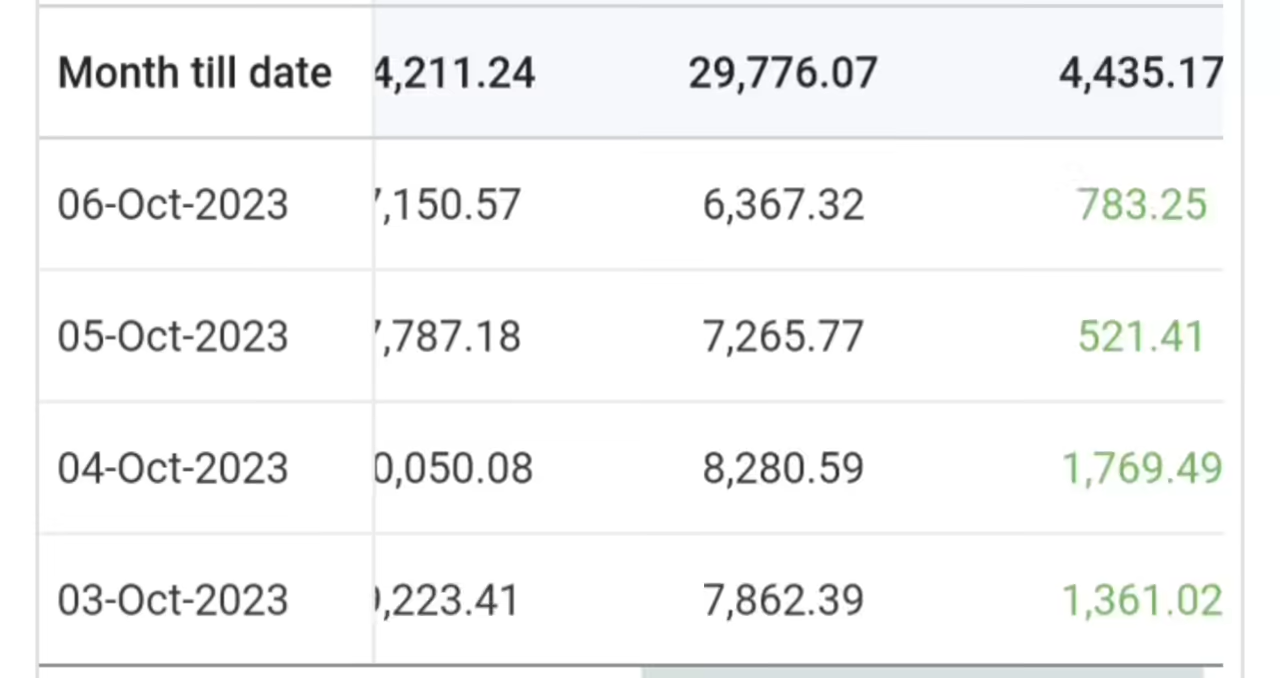 Month till date 4,211.24 29,776.07 4,435.17
06-Oct-2023 ,150.57 6,367.32 783.25
05-Oct-2023 ,787.18 7,265.77 521.41
04-Oct-2023 0,050.08 8,280.59 1,769.49
03-Oct-2023 ,223.41 7,862.39 1,361.02